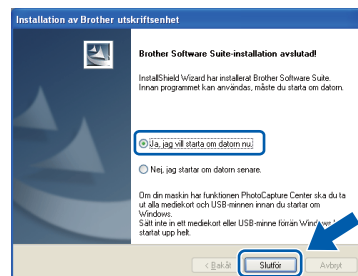 Installation av Brother utskriftsenhet
Brother Software Suite-installation avslutad!
InstallShield Wizard har installerat Brother Software Suite.
Innan programmet kan användas, måste du starta om datorn.
Ja, jag vill starta om datorn nu.
Nej, jag startar om datorn senare.
Om din maskin har funktionen PhotoCapture Center ska du ta
ut alla mediekort och USB-minnen innan du startar om
Windows.
Sätt inte in ett mediekort eller USB-minne förrän
startat upp helt.
< Bakåt
Slutför
Avbryt